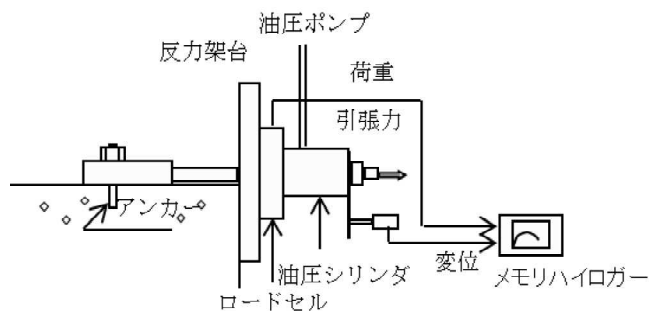 油圧ポンプ
反力架台
荷重
引張力
アンカー
油圧シリンダ
変位
メモリハイロガー
ロードセル